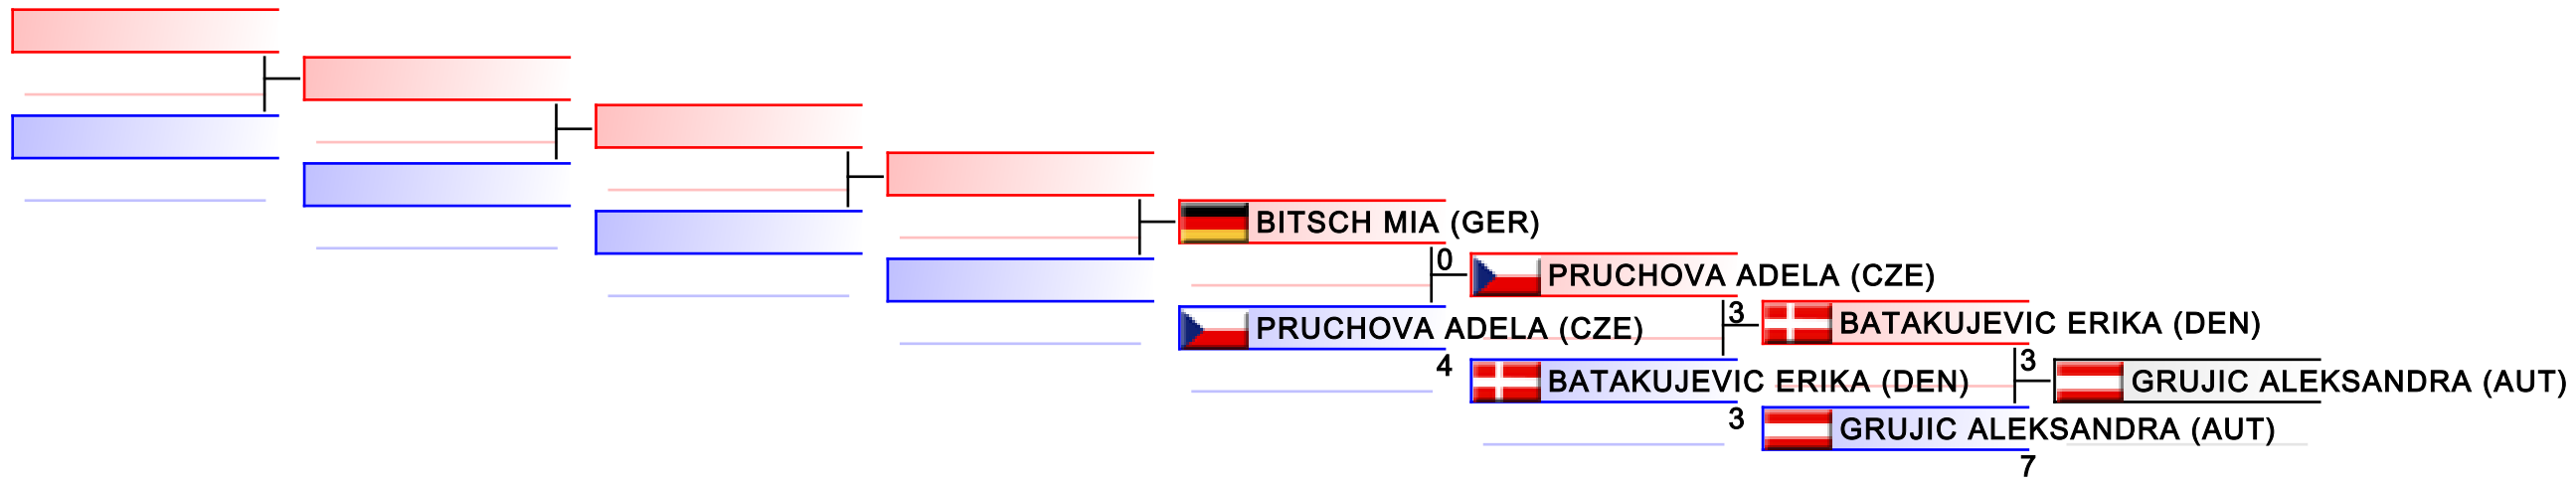 BITSCH MIA (GER)
0
PRUCHOVA ADELA (CZE)
PRUCHOVA ADELA (CZE)
4
3
BATAKUJEVIC ERIKA (DEN)
BATAKUJEVIC ERIKA (DEN)
3
3
GRUJIC ALEKSANDRA (AUT)
GRUJIC ALEKSANDRA (AUT)
7